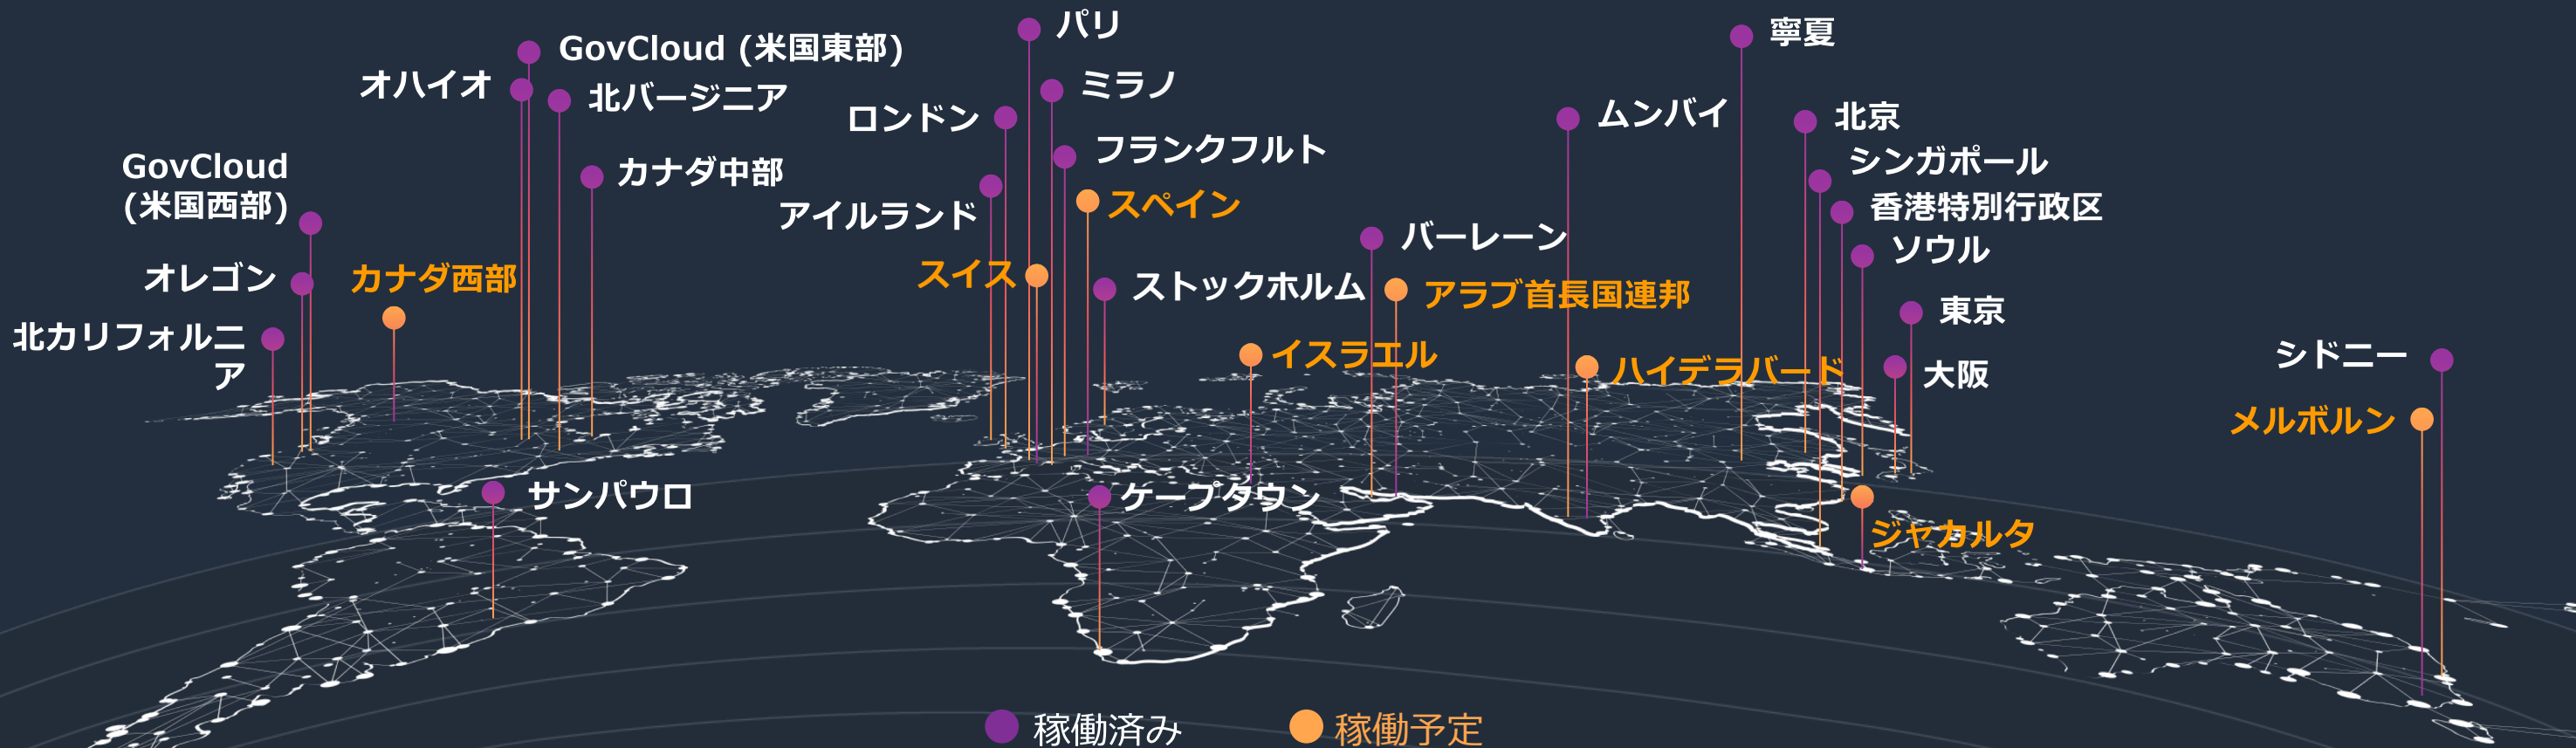 パリ
寧夏
GovCloud (米国東部)
オハイオ
北バージニア
ミラノ
ロンドン
ムンバイ
北京
フランクフルト
シンガポール
GovCloud
(米国西部)
カナダ中部
アイルランド
スペイン
香港特別行政区
バーレーン
ソウル
オレゴン
カナダ西部
スイス
ストックホルム
アラブ首長国連邦
東京
北カリフォルニ
ア
イスラエル
ハイデラバード
大阪
シドニー
メルボルン
サンパウロ
ケープタウン
ジャカルタ
稼働済み
稼働予定